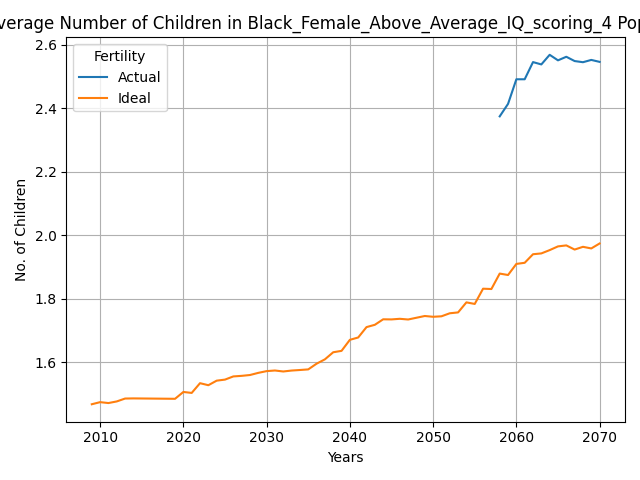 verage Number of Children in Black_Female_Above_Average_IQ_scoring_4 Pop
Fertility
Actual
Ideal
2.6
2.4
2.2
2.0
1.8
1.6
No. of Children
2010 2020 2030 2040 2050 2060 2070
Years